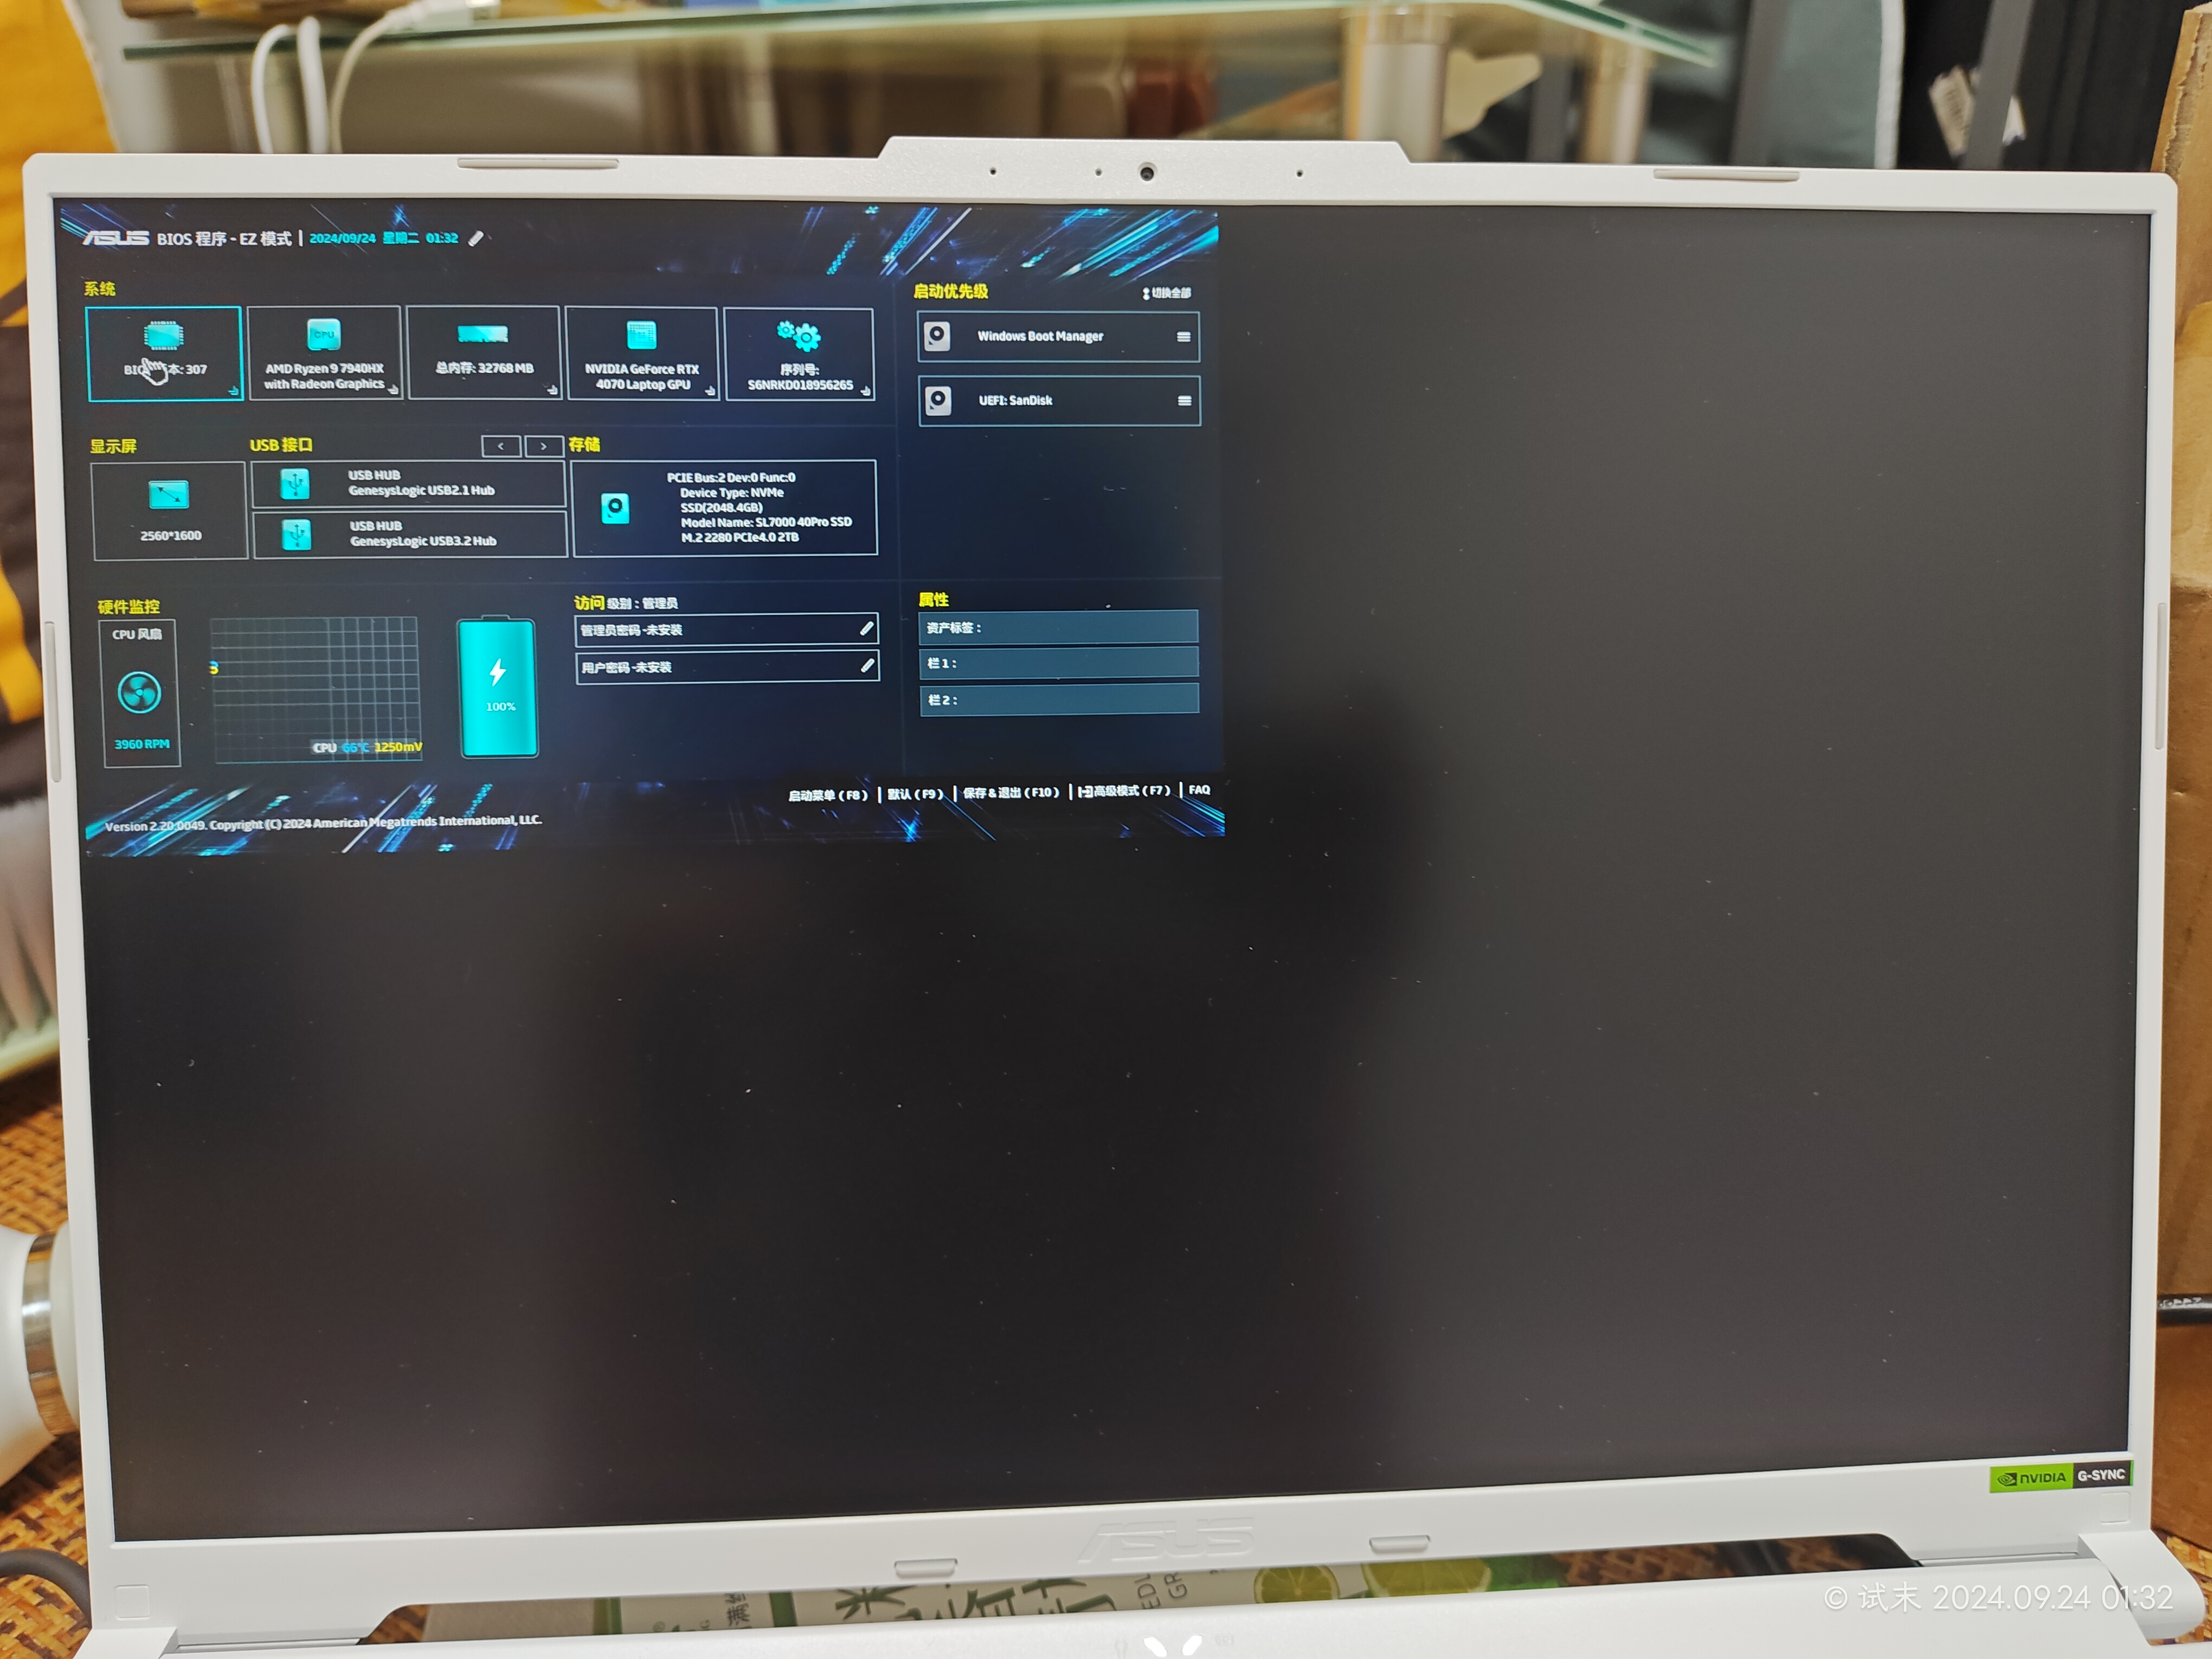 ASUS BIOS 程序 - EZ 模式 | 2024/09/24 星期二 01:32
系统
BIOS版本: 307
AMD Ryzen 9 7940HX
with Radeon Graphics
总内存: 32768 MB
NVIDIA GeForce RTX
4070 Laptop GPU
序列号:
S6NRKD018956265
启动优先级
切换全部
Windows Boot Manager
UEFI: SanDisk
显示屏
2560*1600
USB 接口
< >
USB HUB
GenesysLogic USB2.1 Hub
USB HUB
GenesysLogic USB3.2 Hub
存储
PCIE Bus:2 Dev:0 Func:0
Device Type: NVMe
SSD(2048.4GB)
Model Name: SL7000 40Pro SSD
M.2 2280 PCIe4.0 2TB
硬件监控
CPU 风扇
3960 RPM
CPU 66°C 1250mV
100%
访问 级别：管理员
管理员密码 -未安装
用户密码 -未安装
属性
资产标签：
栏 1：
栏 2：
启动菜单（F8） | 默认（F9） | 保存 & 退出（F10） | 高级模式（F7） | FAQ
Version 2.20.0049. Copyright (C) 2024 American Megatrends International, LLC.
NVIDIA G-SYNC
ASUS
© 试末 2024.09.24 01:32